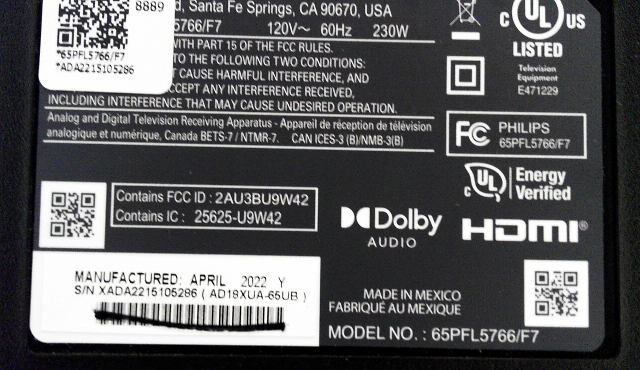 8889
*65PFL5766/F7
*ADA2215105286
d, Santa Fe Springs, CA 90670, USA
5766/F7 120V~ 60Hz 230W
WITH PART 15 OF THE FCC RULES.
TO THE FOLLOWING TWO CONDITIONS:
T CAUSE HARMFUL INTERFERENCE, AND
CEPT ANY INTERFERENCE RECEIVED,
INCLUDING INTERFERENCE THAT MAY CAUSE UNDESIRED OPERATION.
Analog and Digital Television Receiving Apparatus - Appareil de réception de télévision
analogique et numérique, Canada BETS-7 / NTMR-7. CAN ICES-3 (B)/NMB-3(B)
c UL US
LISTED
Television
Equipment
E471229
FC PHILIPS
65PFL5766/F7
c UL Energy
Verified
Contains FCC ID : 2AU3BU9W42
Contains IC : 25625-U9W42
Dolby
AUDIO
HDMI®
MANUFACTURED: APRIL 2022 Y
S/N XADA2215105286 ( AD19XUA-65UB )
MADE IN MEXICO
FABRIQUÉ AU MEXIQUE
MODEL NO. : 65PFL5766/F7